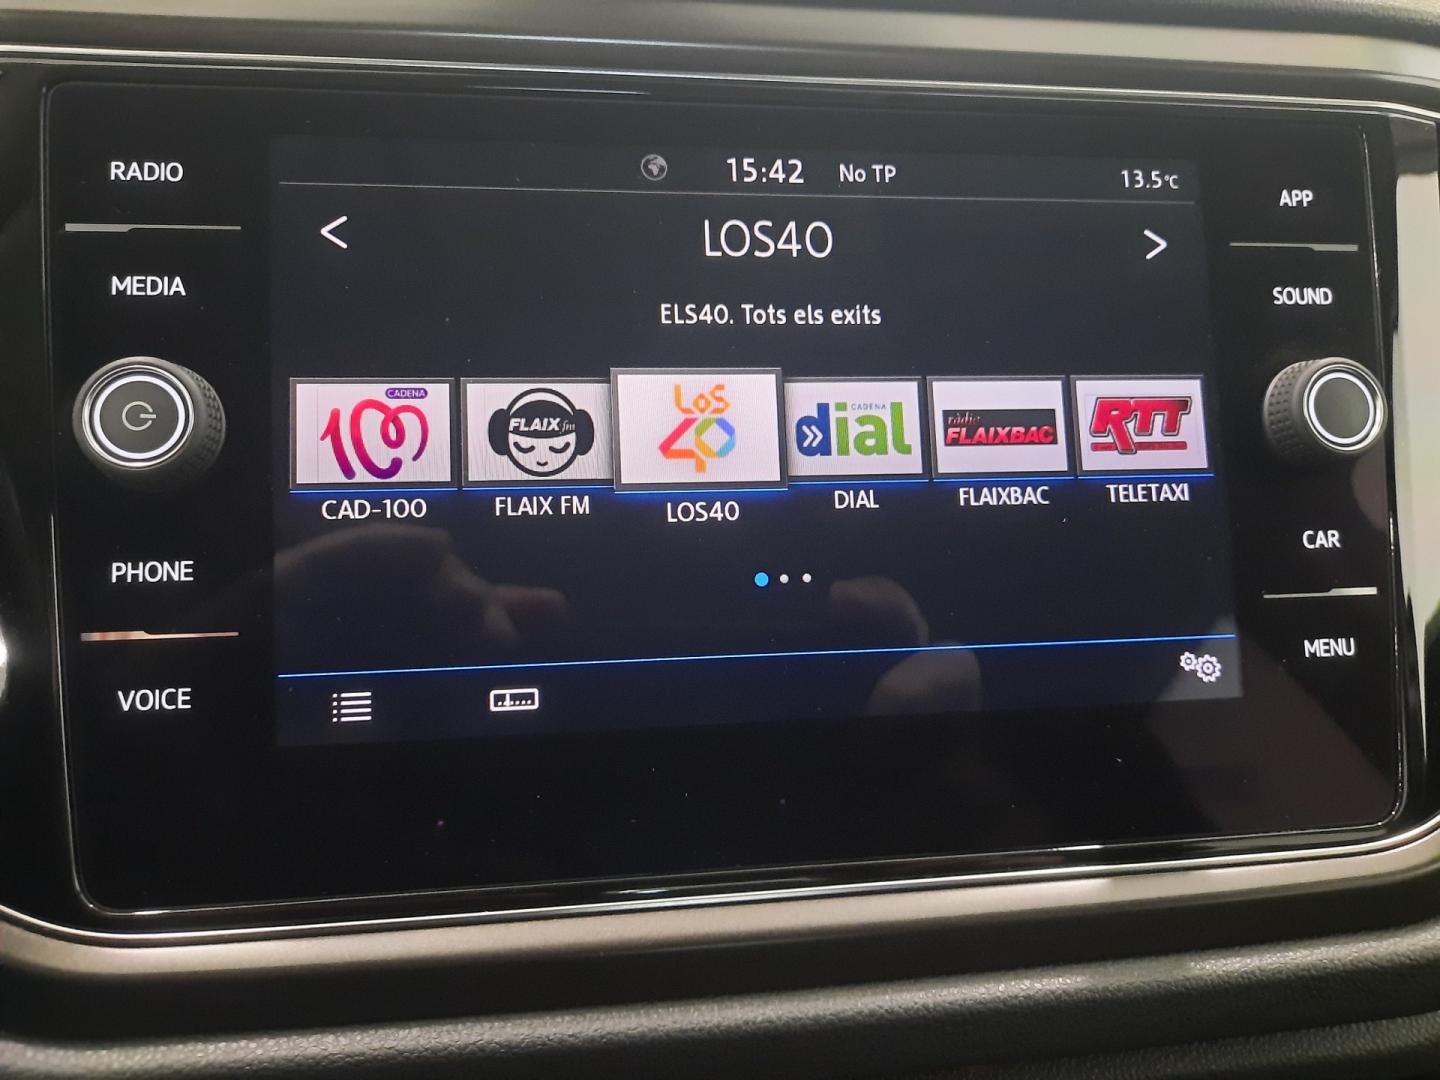 RADIO
MEDIA
PHONE
VOICE
15:42 No TP 13.5°C
< LOS40 >
ELS40. Tots els exits
CADENA 100
FLAIX fm
LOS 40
CADENA dial
ràdio FLAIXBAC
RTT
CAD-100
FLAIX FM
LOS40
DIAL
FLAIXBAC
TELETAXI
APP
SOUND
CAR
MENU